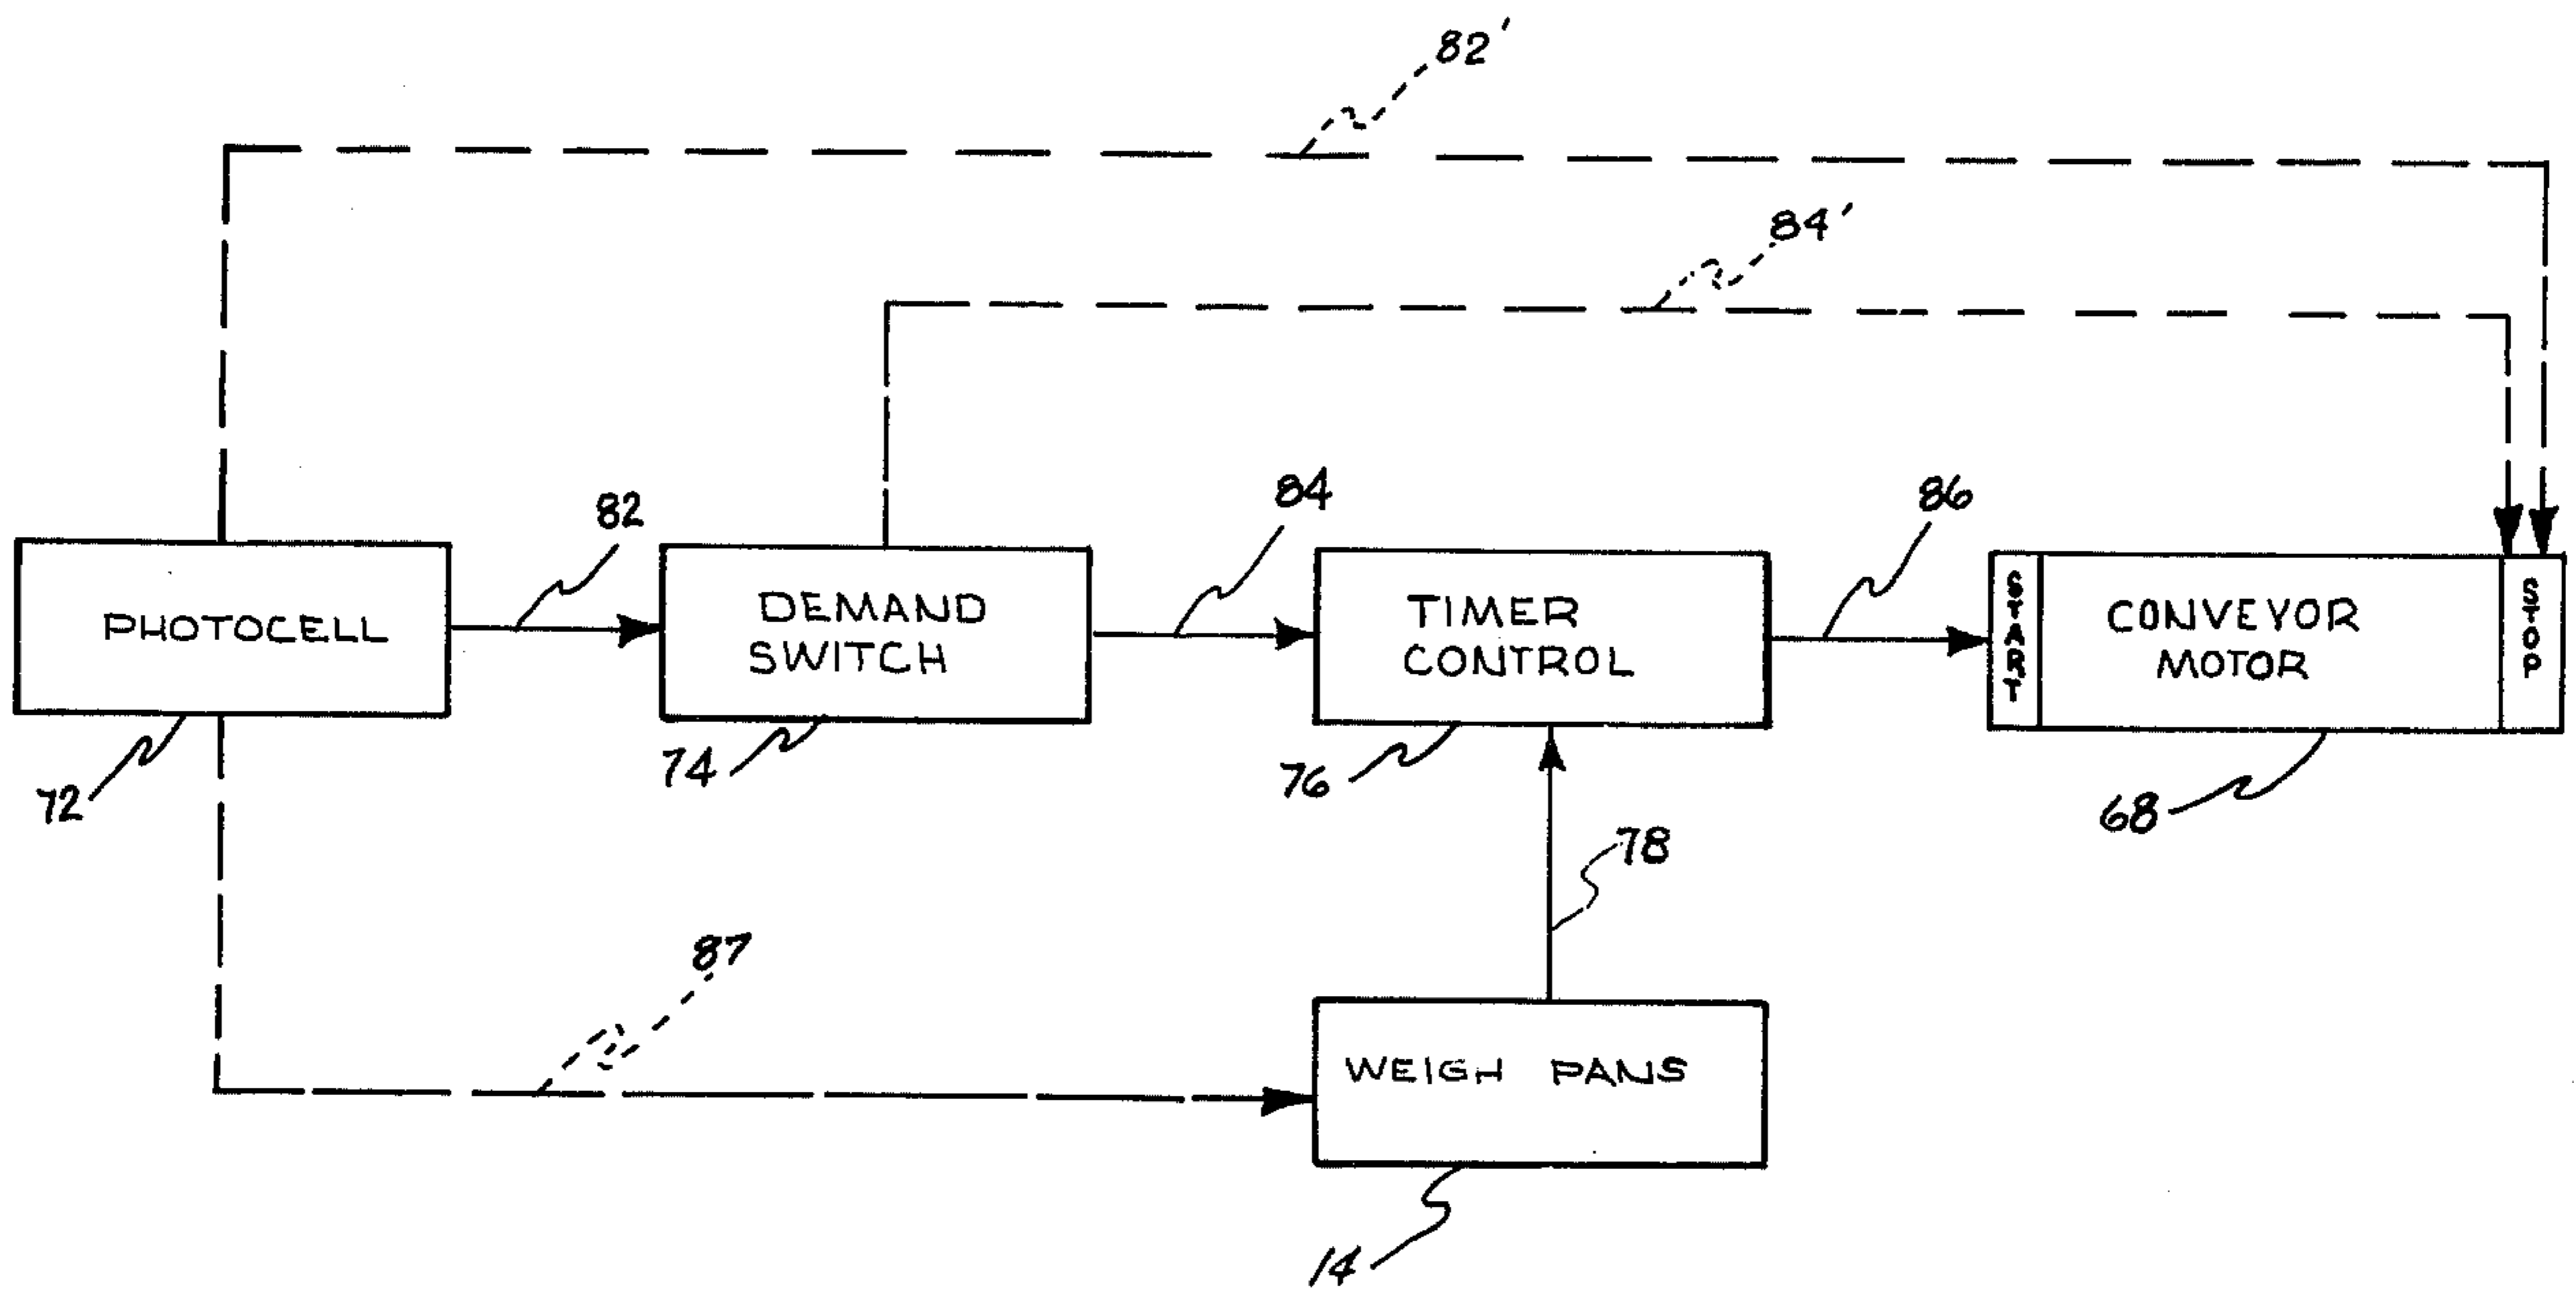 82'
84'
82
84
86
PHOTOCELL
DEMAND
SWITCH
TIMER
CONTROL
START
CONVEYOR
MOTOR
STOP
72
74
76
68
78
87
WEIGH PANS
14